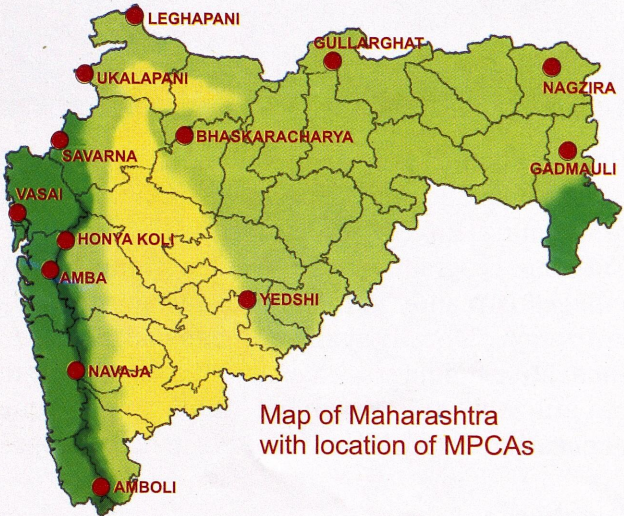 LEGHAPANI
GULLARGHAT
UKALAPANI
NAGZIRA
BHASKARACHARYA
SAVARNA
GADMAULI
VASAI
HONYA KOLI
AMBA
YEDSHI
NAVAJA
Map of Maharashtra
with location of MPCAs
AMBOLI